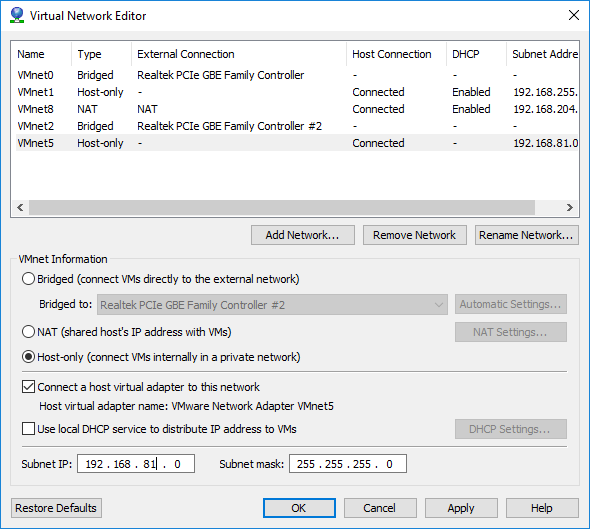 Virtual Network Editor
Name Type External Connection Host Connection DHCP Subnet Addre
VMnet0 Bridged Realtek PCIe GBE Family Controller - - -
VMnet1 Host-only - Connected Enabled 192.168.255.
VMnet8 NAT NAT Connected Enabled 192.168.204.
VMnet2 Bridged Realtek PCIe GBE Family Controller #2 - - -
VMnet5 Host-only - Connected - 192.168.81.0
Add Network... Remove Network Rename Network...
VMnet Information
Bridged (connect VMs directly to the external network)
Bridged to: Realtek PCIe GBE Family Controller #2 Automatic Settings...
NAT (shared host's IP address with VMs) NAT Settings...
Host-only (connect VMs internally in a private network)
Connect a host virtual adapter to this network
Host virtual adapter name: VMware Network Adapter VMnet5
Use local DHCP service to distribute IP address to VMs DHCP Settings...
Subnet IP: 192 . 168 . 81 . 0 Subnet mask: 255 . 255 . 255 . 0
Restore Defaults OK Cancel Apply Help